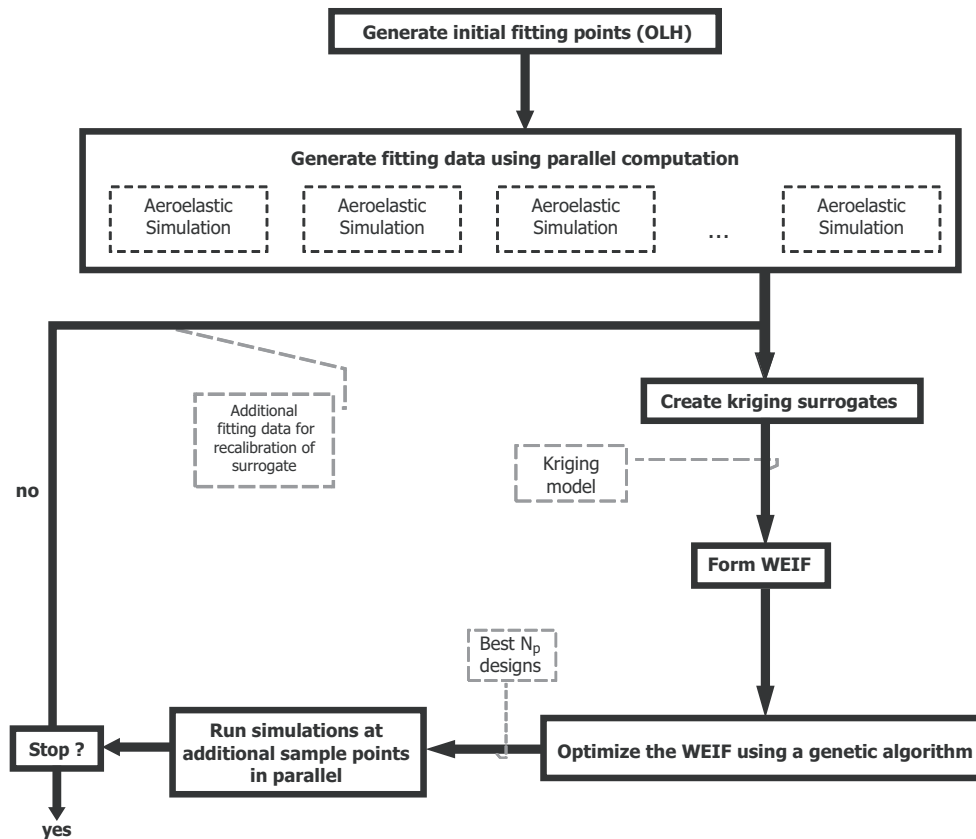 Generate initial fitting points (OLH)
Generate fitting data using parallel computation
Aeroelastic
Simulation
Aeroelastic
Simulation
Aeroelastic
Simulation
...
Aeroelastic
Simulation
Create kriging surrogates
Additional
fitting data for
recalibration of
surrogate
Kriging
model
no
Form WEIF
Best Np
designs
Optimize the WEIF using a genetic algorithm
Run simulations at
additional sample points
in parallel
Stop ?
yes